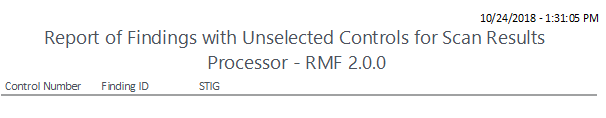 10/24/2018 - 1:31:05 PM
Report of Findings with Unselected Controls for Scan Results
Processor - RMF 2.0.0
Control Number Finding ID STIG